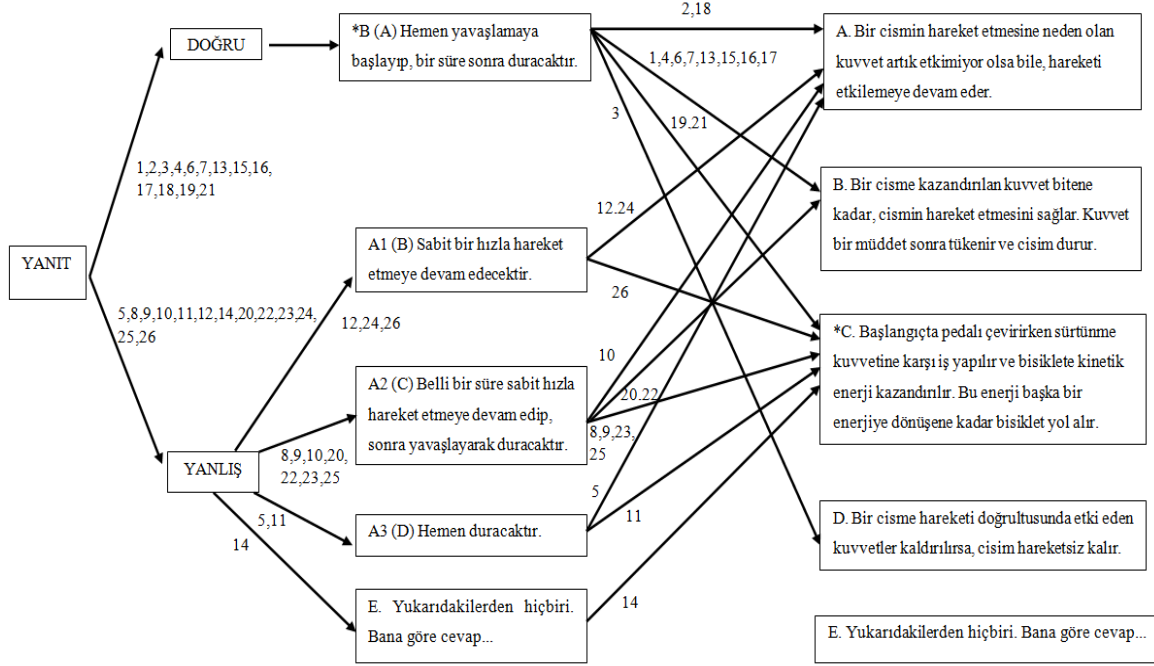 YANIT
DOĞRU
YANLIŞ
1,2,3,4,6,7,13,15,16,
17,18,19,21
5,8,9,10,11,12,14,20,22,23,24,
25,26
*B (A) Hemen yavaşlamaya
başlayıp, bir süre sonra duracaktır.
A1 (B) Sabit bir hızla hareket
etmeye devam edecektir.
A2 (C) Belli bir süre sabit hızla
hareket etmeye devam edip,
sonra yavaşlayarak duracaktır.
A3 (D) Hemen duracaktır.
E. Yukarıdakilerden hiçbiri.
Bana göre cevap...
12,24,26
8,9,10,20,
22,23,25
5,11
14
2,18
1,4,6,7,13,15,16,17
3
19.21
12.24
26
10
20.22
8,9,23,
25
5
11
14
A. Bir cismin hareket etmesine neden olan
kuvvet artık etkimiyor olsa bile, hareketi
etkilemeye devam eder.
B. Bir cisme kazandırılan kuvvet bitene
kadar, cismin hareket etmesini sağlar. Kuvvet
bir müddet sonra tükenir ve cisim durur.
*C. Başlangıçta pedalı çevirirken sürtünme
kuvvetine karşı iş yapılır ve bisiklete kinetik
enerji kazandırılır. Bu enerji başka bir
enerjiye dönüşene kadar bisiklet yol alır.
D. Bir cisme hareketi doğrultusunda etki eden
kuvvetler kaldırılırsa, cisim hareketsiz kalır.
E. Yukarıdakilerden hiçbiri. Bana göre cevap...